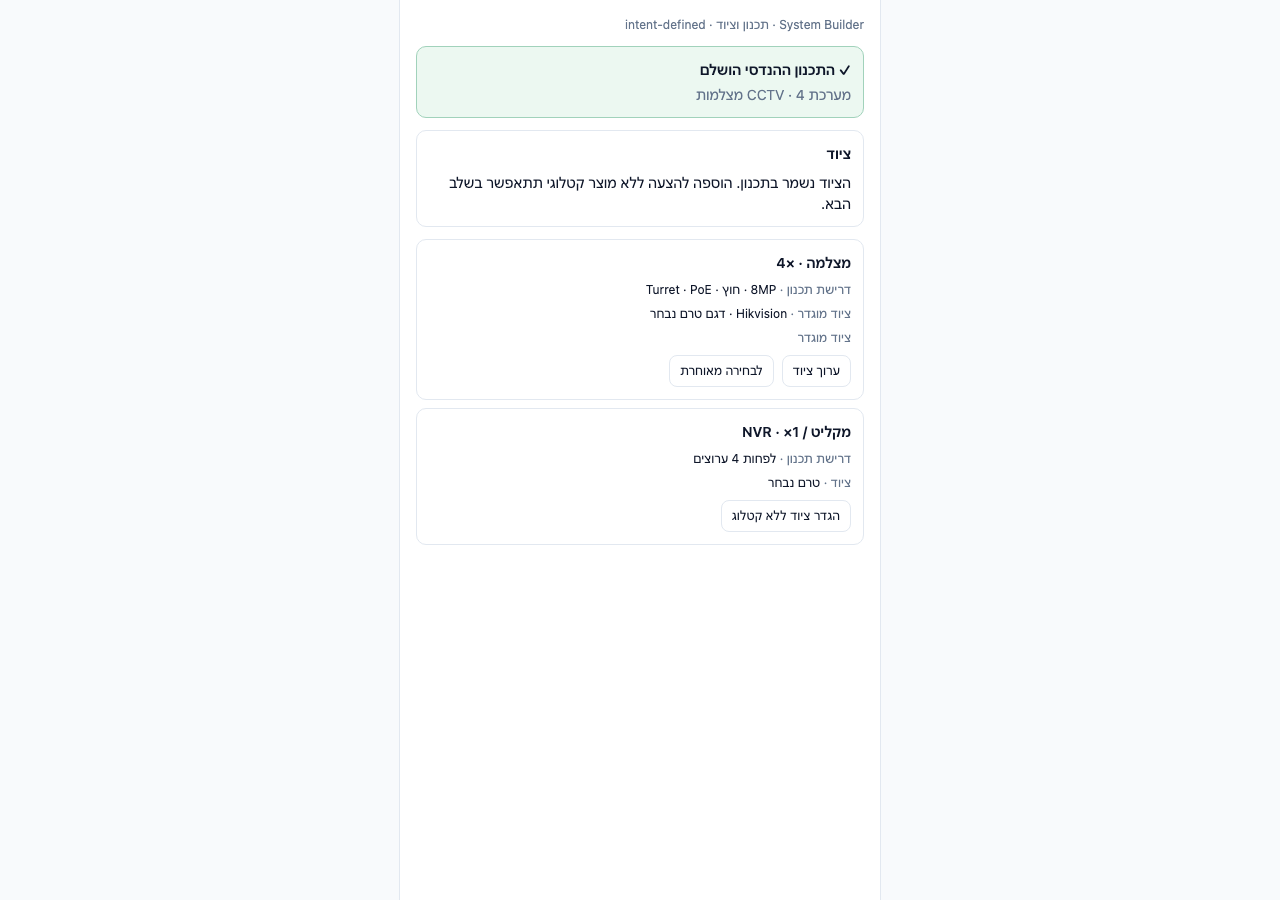 System Builder · תכנון וציוד · intent-defined
✓ התכנון ההנדסי הושלם
מערכת CCTV · 4 מצלמות
ציוד
הציוד נשמר בתכנון. הוספה להצעה ללא מוצר קטלוגי תתאפשר בשלב
הבא.
מצלמה · ×4
דרישת תכנון · 8MP · חוץ · Turret · PoE
ציוד מוגדר · Hikvision · דגם טרם נבחר
ציוד מוגדר
ערוך ציוד
לבחירה מאוחרת
מקליט / NVR · ×1
דרישת תכנון · לפחות 4 ערוצים
ציוד · טרם נבחר
הגדר ציוד ללא קטלוג